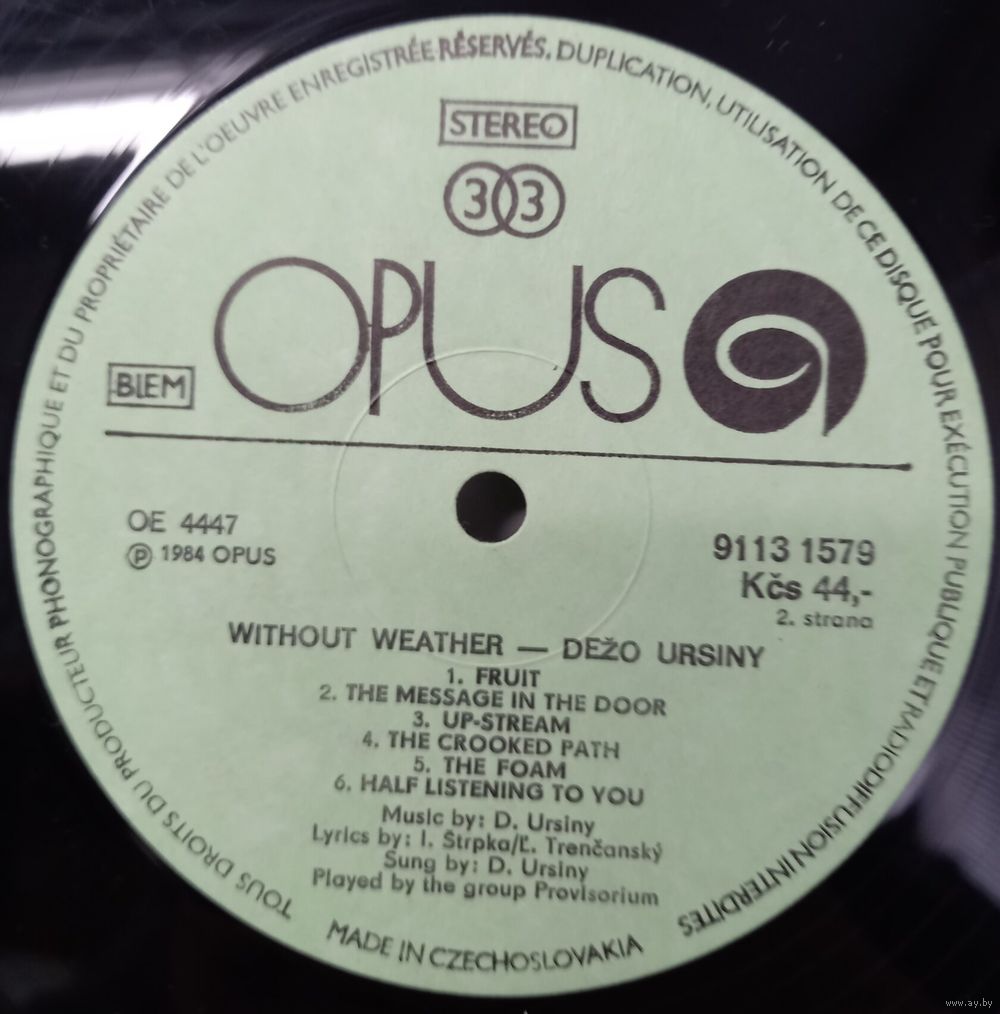 TOUS DROITS DU PRODUCTEUR PHONOGRAPHIQUE ET DU PROPRIÉTAIRE DE L'OEUVRE ENREGISTRÉE RÉSERVÉS. DUPLICATION, UTILISATION DE CE DISQUE POUR EXÉCUTION PUBLIQUE ET RADIODIFFUSION INTERDITES
STEREO
33
OPUS
BIEM
OE 4447
Ⓟ 1984 OPUS
9113 1579
Kčs 44,-
2. strana
WITHOUT WEATHER — DEŽO URSINY
1. FRUIT
2. THE MESSAGE IN THE DOOR
3. UP-STREAM
4. THE CROOKED PATH
5. THE FOAM
6. HALF LISTENING TO YOU
Music by: D. Ursiny
Lyrics by: I. Štrpka/Ľ. Trenčanský
Sung by: D. Ursiny
Played by the group Provisorium
MADE IN CZECHOSLOVAKIA
www.ay.by